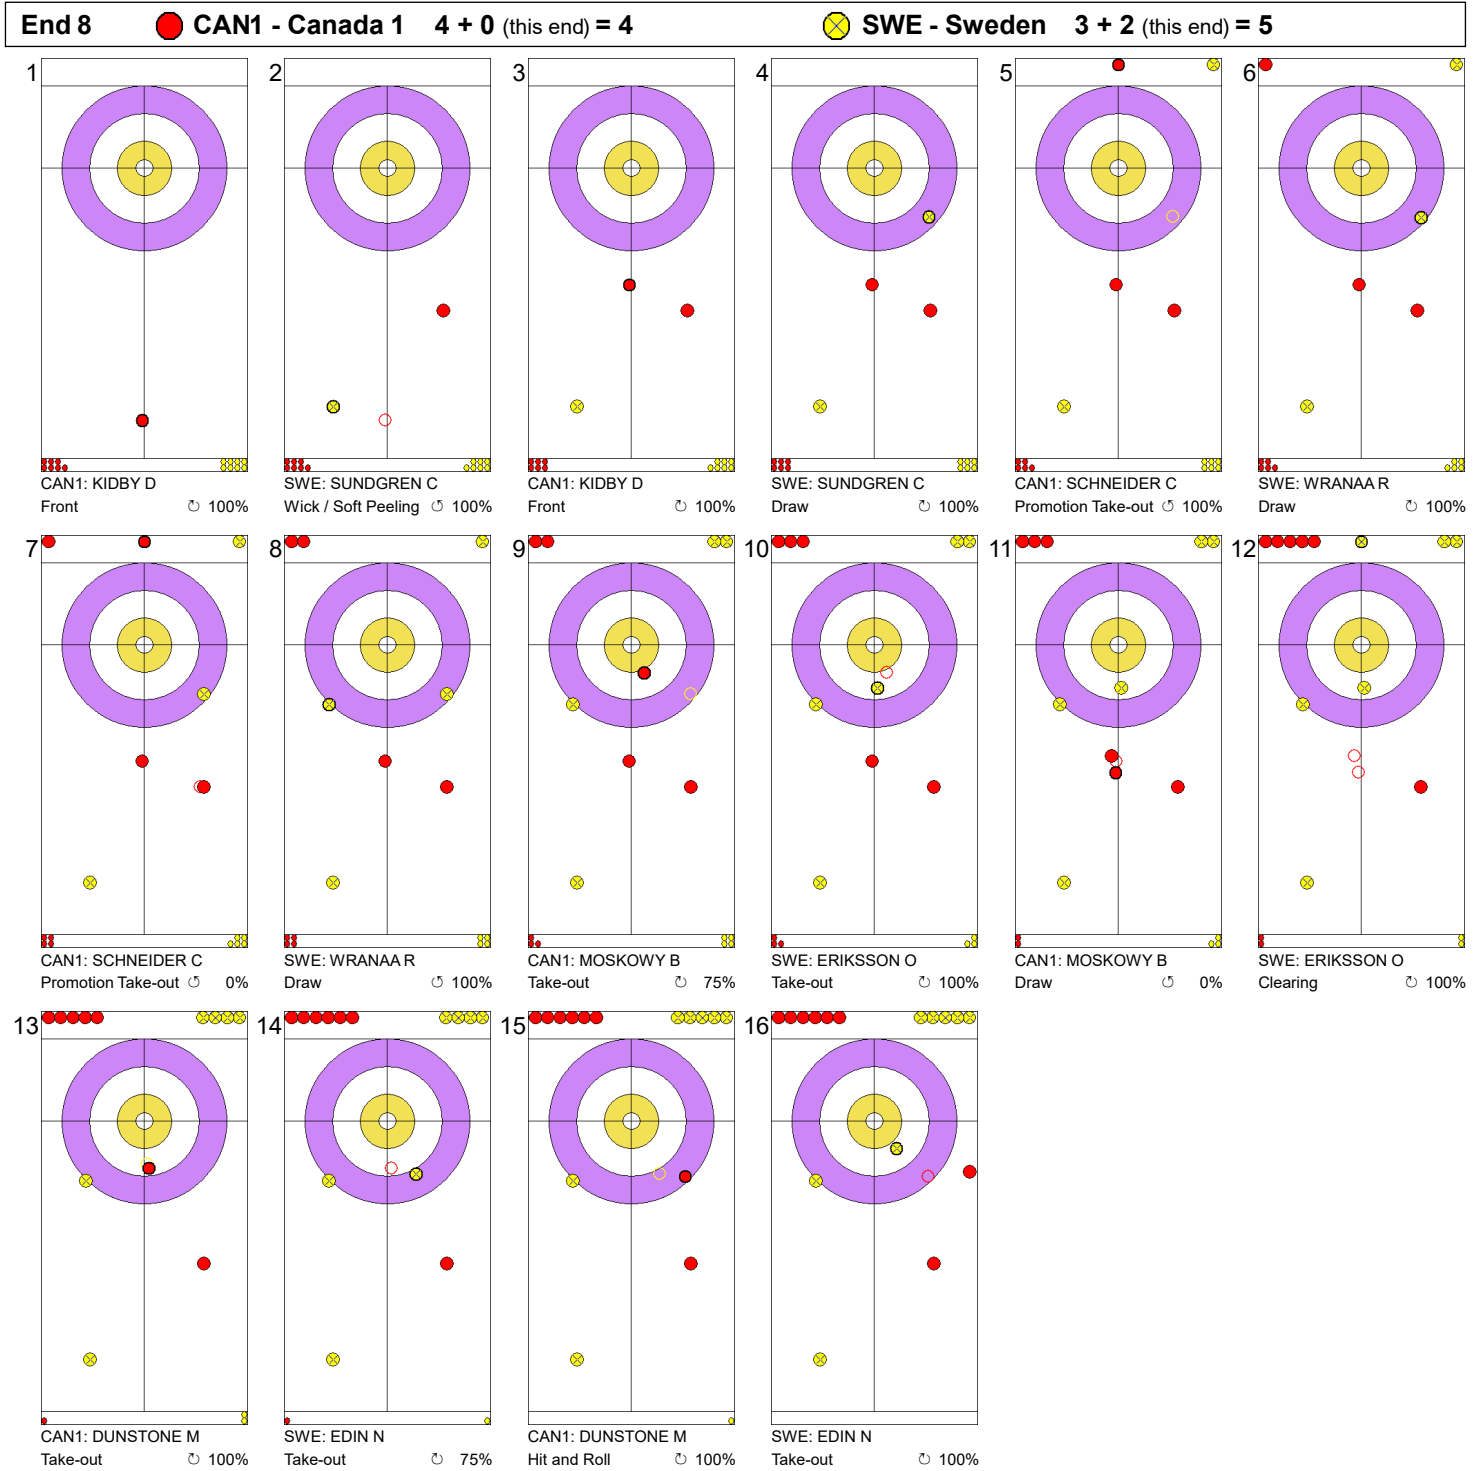 End 8 CAN1 - Canada 1 4 + 0 (this end) = 4 SWE - Sweden 3 + 2 (this end) = 5
1 2 3 4 5 6
CAN1: KIDBY D SWE: SUNDGREN C CAN1: KIDBY D SWE: SUNDGREN C CAN1: SCHNEIDER C SWE: WRANAA R
Front ↻ 100% Wick / Soft Peeling ↺ 100% Front ↻ 100% Draw ↺ 100% Promotion Take-out ↺ 100% Draw ↻ 100%
7 8 9 10 11 12
CAN1: SCHNEIDER C SWE: WRANAA R CAN1: MOSKOWY B SWE: ERIKSSON O CAN1: MOSKOWY B SWE: ERIKSSON O
Promotion Take-out ↺ 0% Draw ↺ 100% Take-out ↻ 75% Take-out ↻ 100% Draw ↺ 0% Clearing ↻ 100%
13 14 15 16
CAN1: DUNSTONE M SWE: EDIN N CAN1: DUNSTONE M SWE: EDIN N
Take-out ↻ 100% Take-out ↻ 75% Hit and Roll ↻ 100% Take-out ↻ 100%